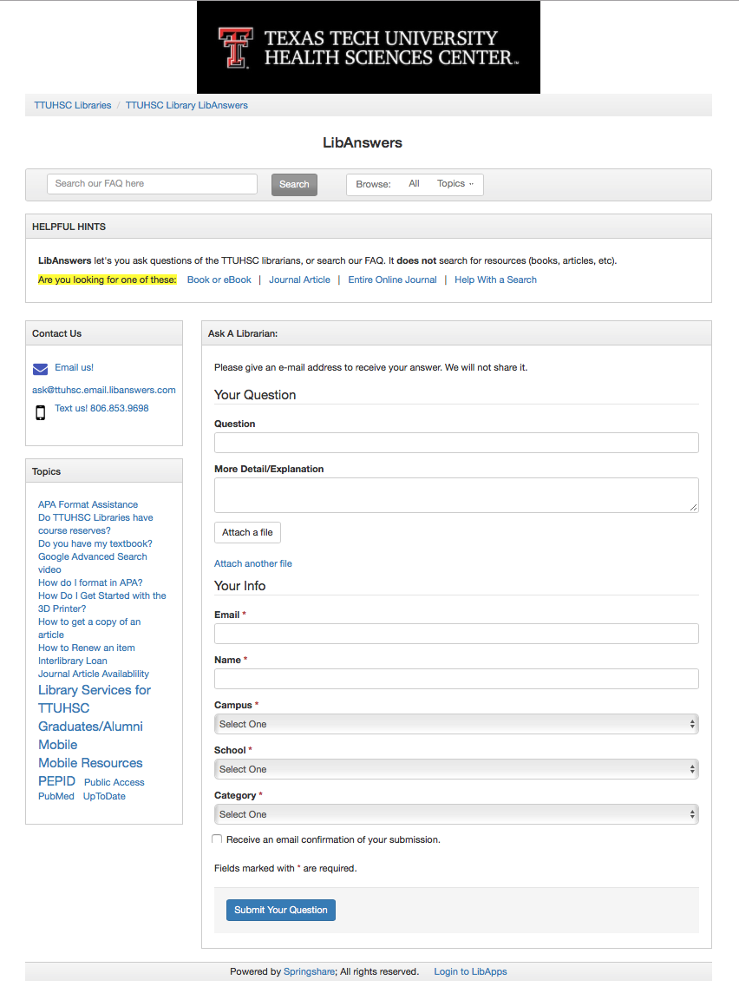 TEXAS TECH UNIVERSITY
HEALTH SCIENCES CENTER™
TTUHSC Libraries / TTUHSC Library LibAnswers
LibAnswers
Search our FAQ here Search Browse: All Topics
HELPFUL HINTS
LibAnswers let's you ask questions of the TTUHSC librarians, or search our FAQ. It does not search for resources (books, articles, etc).
Are you looking for one of these: Book or eBook | Journal Article | Entire Online Journal | Help With a Search
Contact Us
Email us!
ask@ttuhsc.email.libanswers.com
Text us! 806.853.9698
Topics
APA Format Assistance
Do TTUHSC Libraries have
course reserves?
Do you have my textbook?
Google Advanced Search
video
How do I format in APA?
How Do I Get Started with the
3D Printer?
How to get a copy of an
article
How to Renew an item
Interlibrary Loan
Journal Article Availablility
Library Services for
TTUHSC
Graduates/Alumni
Mobile
Mobile Resources
PEPID Public Access
PubMed UpToDate
Ask A Librarian:
Please give an e-mail address to receive your answer. We will not share it.
Your Question
Question
More Detail/Explanation
Attach a file
Attach another file
Your Info
Email *
Name *
Campus *
Select One
School *
Select One
Category *
Select One
Receive an email confirmation of your submission.
Fields marked with * are required.
Submit Your Question
Powered by Springshare; All rights reserved. Login to LibApps